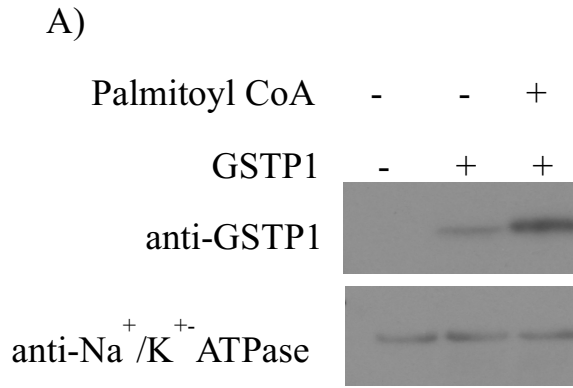 A)
Palmitoyl CoA - - +
GSTP1 - + +
anti-GSTP1
anti-Na+/K+-ATPase